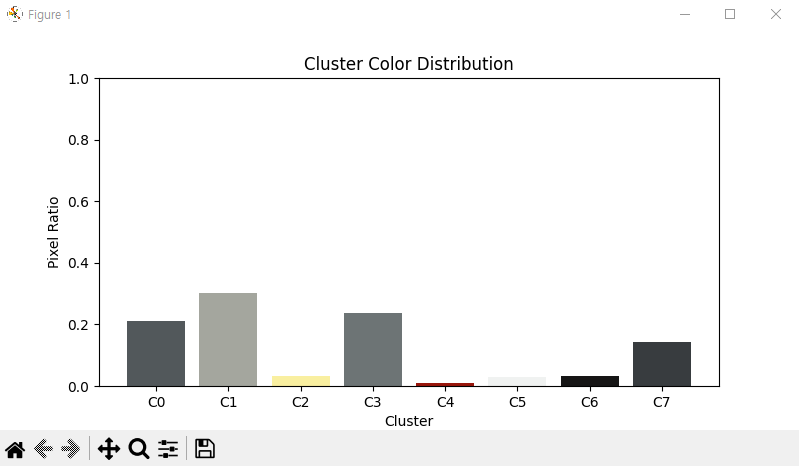 Figure 1
Cluster Color Distribution
1.0
0.8
0.6
0.4
0.2
0.0
Pixel Ratio
C0 C1 C2 C3 C4 C5 C6 C7
Cluster